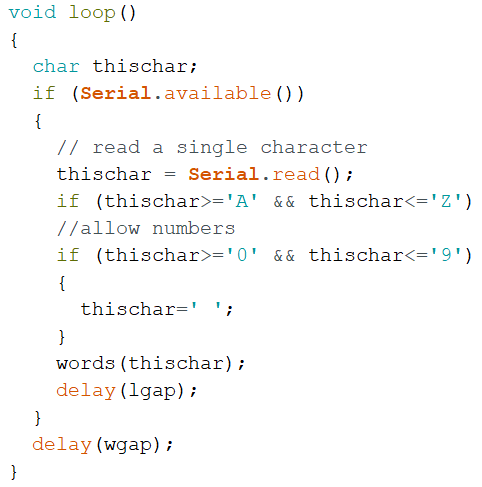 void loop()
{
  char thischar;
  if (Serial.available())
  {
    // read a single character
    thischar = Serial.read();
    if (thischar>='A' && thischar<='Z')
    //allow numbers
    if (thischar>='0' && thischar<='9')
    {
      thischar=' ';
    }
    words(thischar);
    delay(lgap);
  }
  delay(wgap);
}